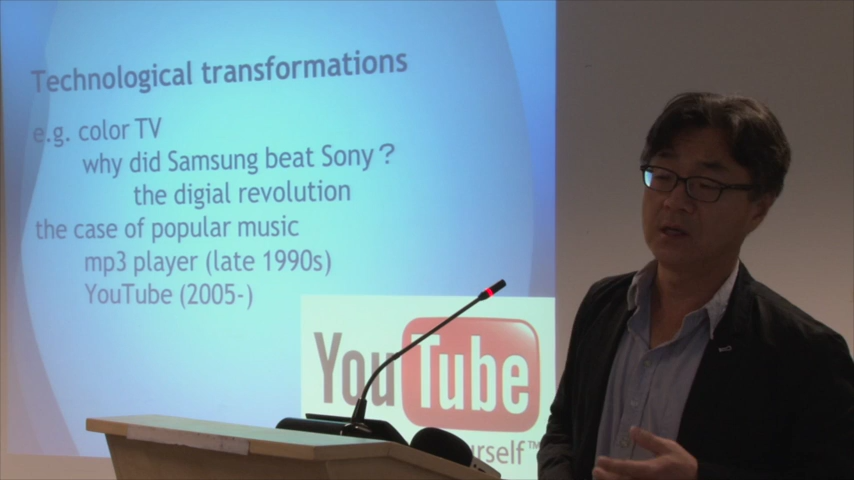 Technological transformations
e.g. color TV
why did Samsung beat Sony？
the digial revolution
the case of popular music
mp3 player (late 1990s)
YouTube (2005-)
YouTube
urself™